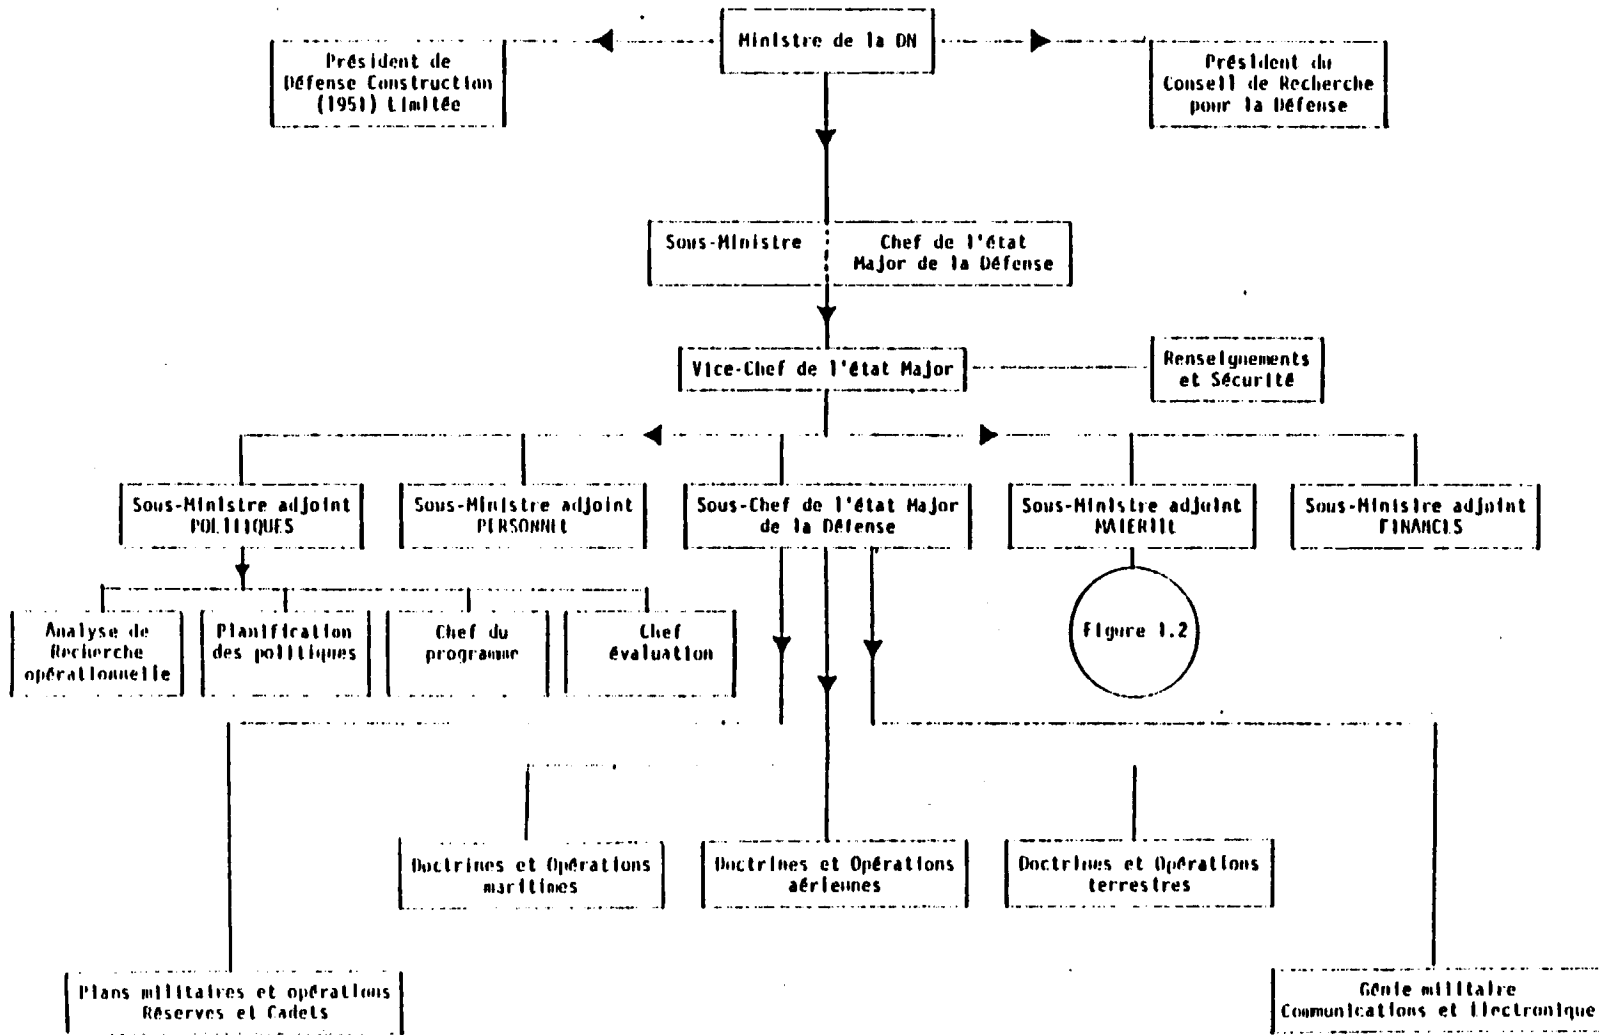 Ministre de la DN
Président de
Défense Construction
(1951) Limitée
Président du
Conseil de Recherche
pour la Défense
Sous-Ministre
Chef de l'état
Major de la Défense
Vice-Chef de l'état Major
Renseignements
et Sécurité
Sous-Ministre adjoint
POLITIQUES
Sous-Ministre adjoint
PERSONNEL
Sous-Chef de l'état Major
de la Défense
Sous-Ministre adjoint
MATERIEL
Sous-Ministre adjoint
FINANCES
Analyse de
Recherche
opérationnelle
Planification
des politiques
Chef du
programme
Chef
évaluation
Figure 1.2
Doctrines et Opérations
maritimes
Doctrines et Opérations
aériennes
Doctrines et Opérations
terrestres
Plans militaires et opérations
Réserves et Cadets
Génie militaire
Communications et Electronique